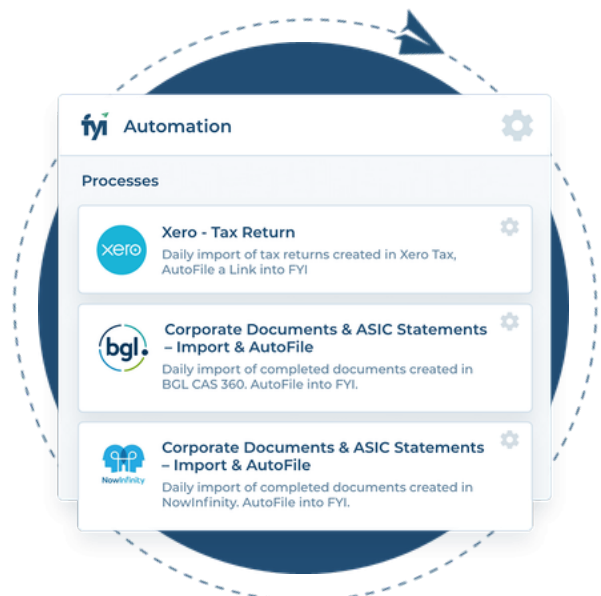 fyi Automation
Processes
xero
Xero - Tax Return
Daily import of tax returns created in Xero Tax,
AutoFile a Link into FYI
bgl.
Corporate Documents & ASIC Statements
– Import & AutoFile
Daily import of completed documents created in
BGL CAS 360. AutoFile into FYI.
NowInfinity
Corporate Documents & ASIC Statements
– Import & AutoFile
Daily import of completed documents created in
NowInfinity. AutoFile into FYI.